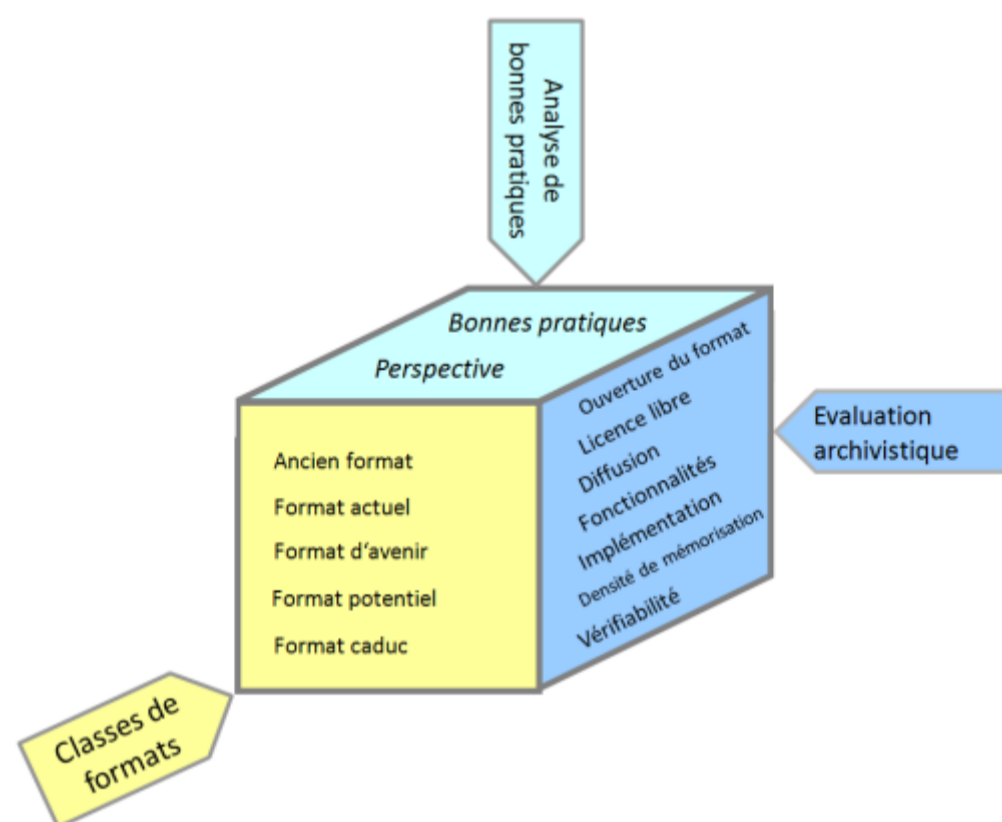 Analyse de
bonnes pratiques
Bonnes pratiques
Perspective
Ancien format
Format actuel
Format d‘avenir
Format potentiel
Format caduc
Ouverture du format
Licence libre
Diffusion
Fonctionnalités
Implémentation
Densité de mémorisation
Vérifiabilité
Evaluation
archivistique
Classes de
formats